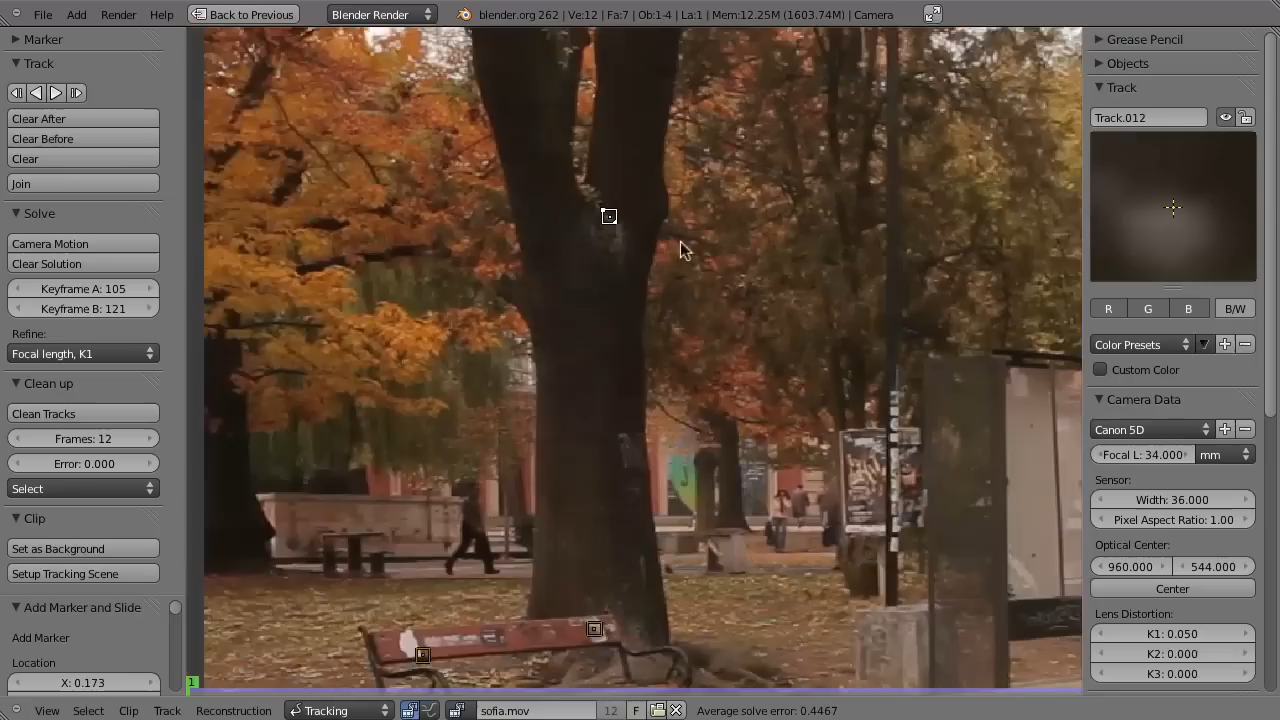 File Add Render Help Back to Previous Blender Render blender.org 262 | Ve:12 | Fa:7 | Ob:1-4 | La:1 | Mem:12.25M (1603.74M) | Camera
Marker
Track
Clear After
Clear Before
Clear
Join
Solve
Camera Motion
Clear Solution
Keyframe A: 105
Keyframe B: 121
Refine:
Focal length, K1
Clean up
Clean Tracks
Frames: 12
Error: 0.000
Select
Clip
Set as Background
Setup Tracking Scene
Add Marker and Slide
Add Marker
Location
X: 0.173
1
Grease Pencil
Objects
Track
Track.012
R G B B/W
Color Presets
Custom Color
Camera Data
Canon 5D
Focal L: 34.000 mm
Sensor:
Width: 36.000
Pixel Aspect Ratio: 1.00
Optical Center:
960.000 544.000
Center
Lens Distortion:
K1: 0.050
K2: 0.000
K3: 0.000
View Select Clip Track Reconstruction Tracking sofia.mov 12 F Average solve error: 0.4467